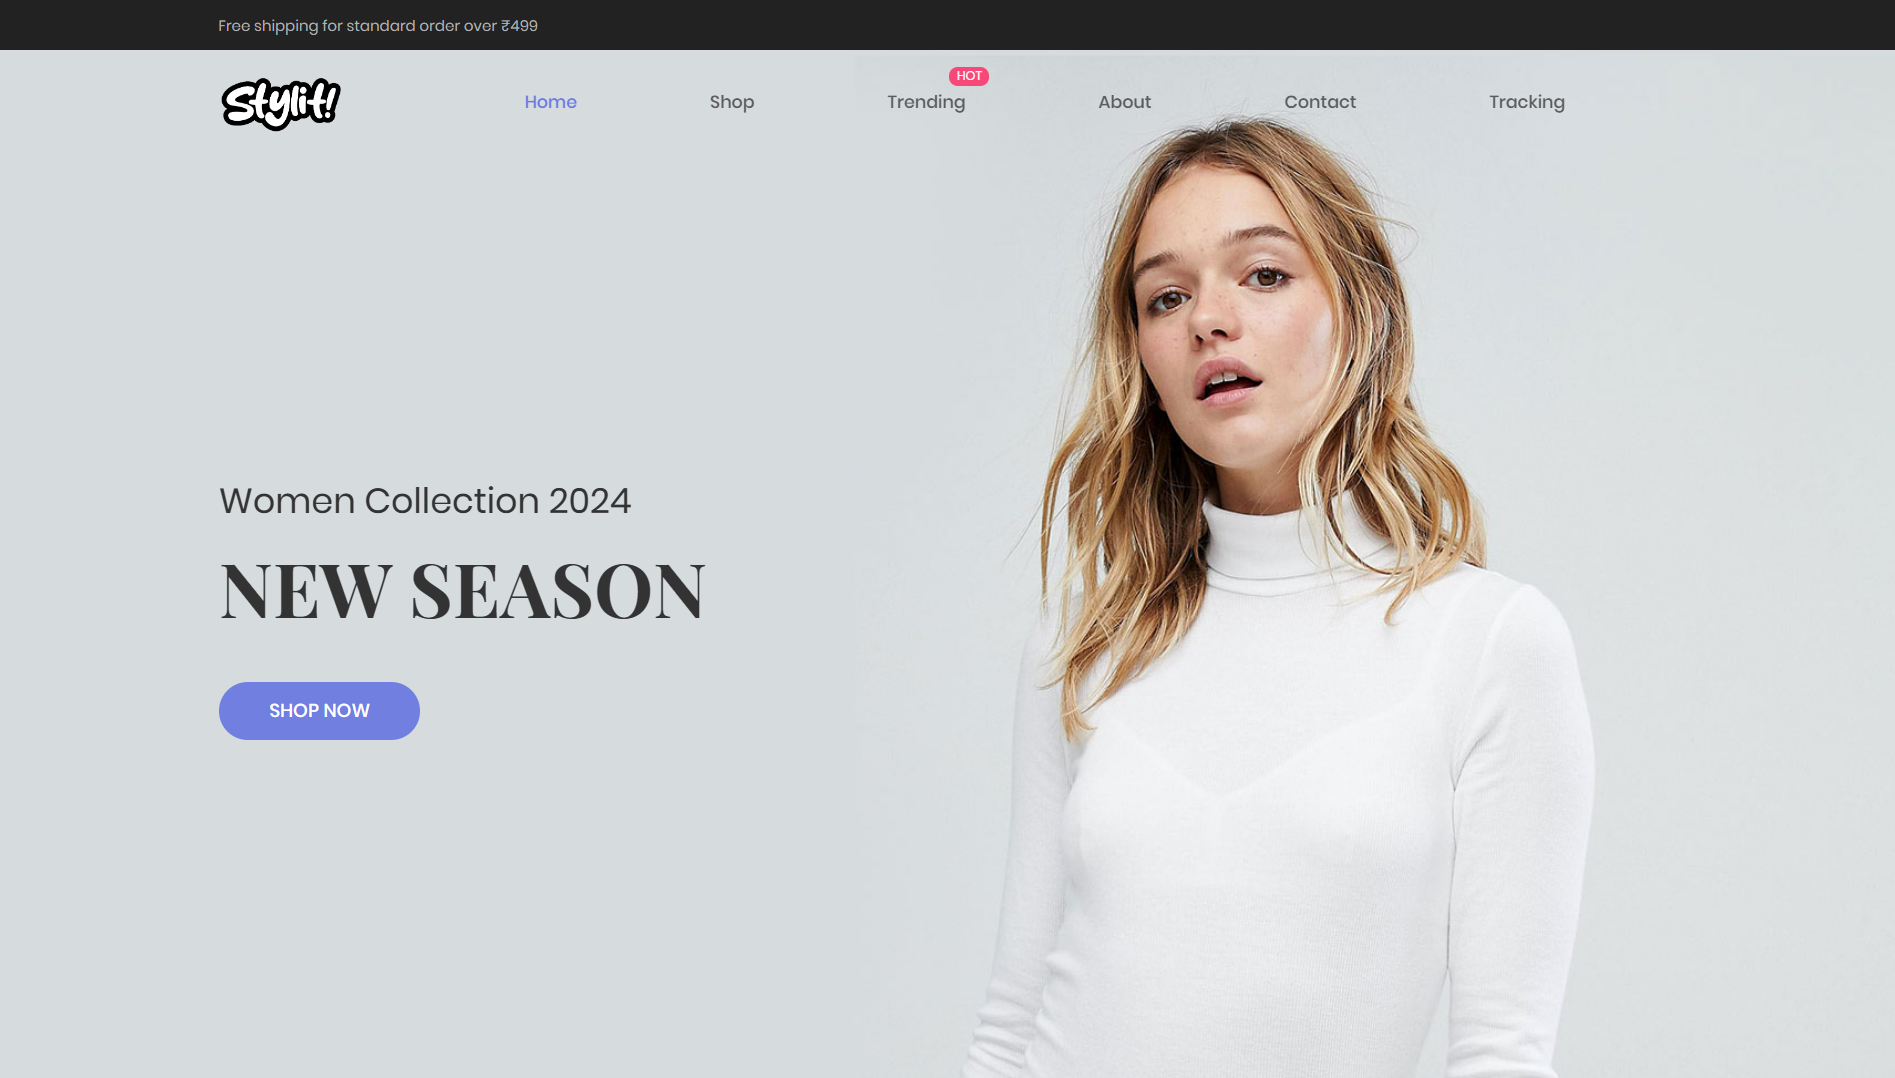 Free shipping for standard order over ₹499
Stylit!
Home
Shop
HOT
Trending
About
Contact
Tracking
Women Collection 2024
NEW SEASON
SHOP NOW